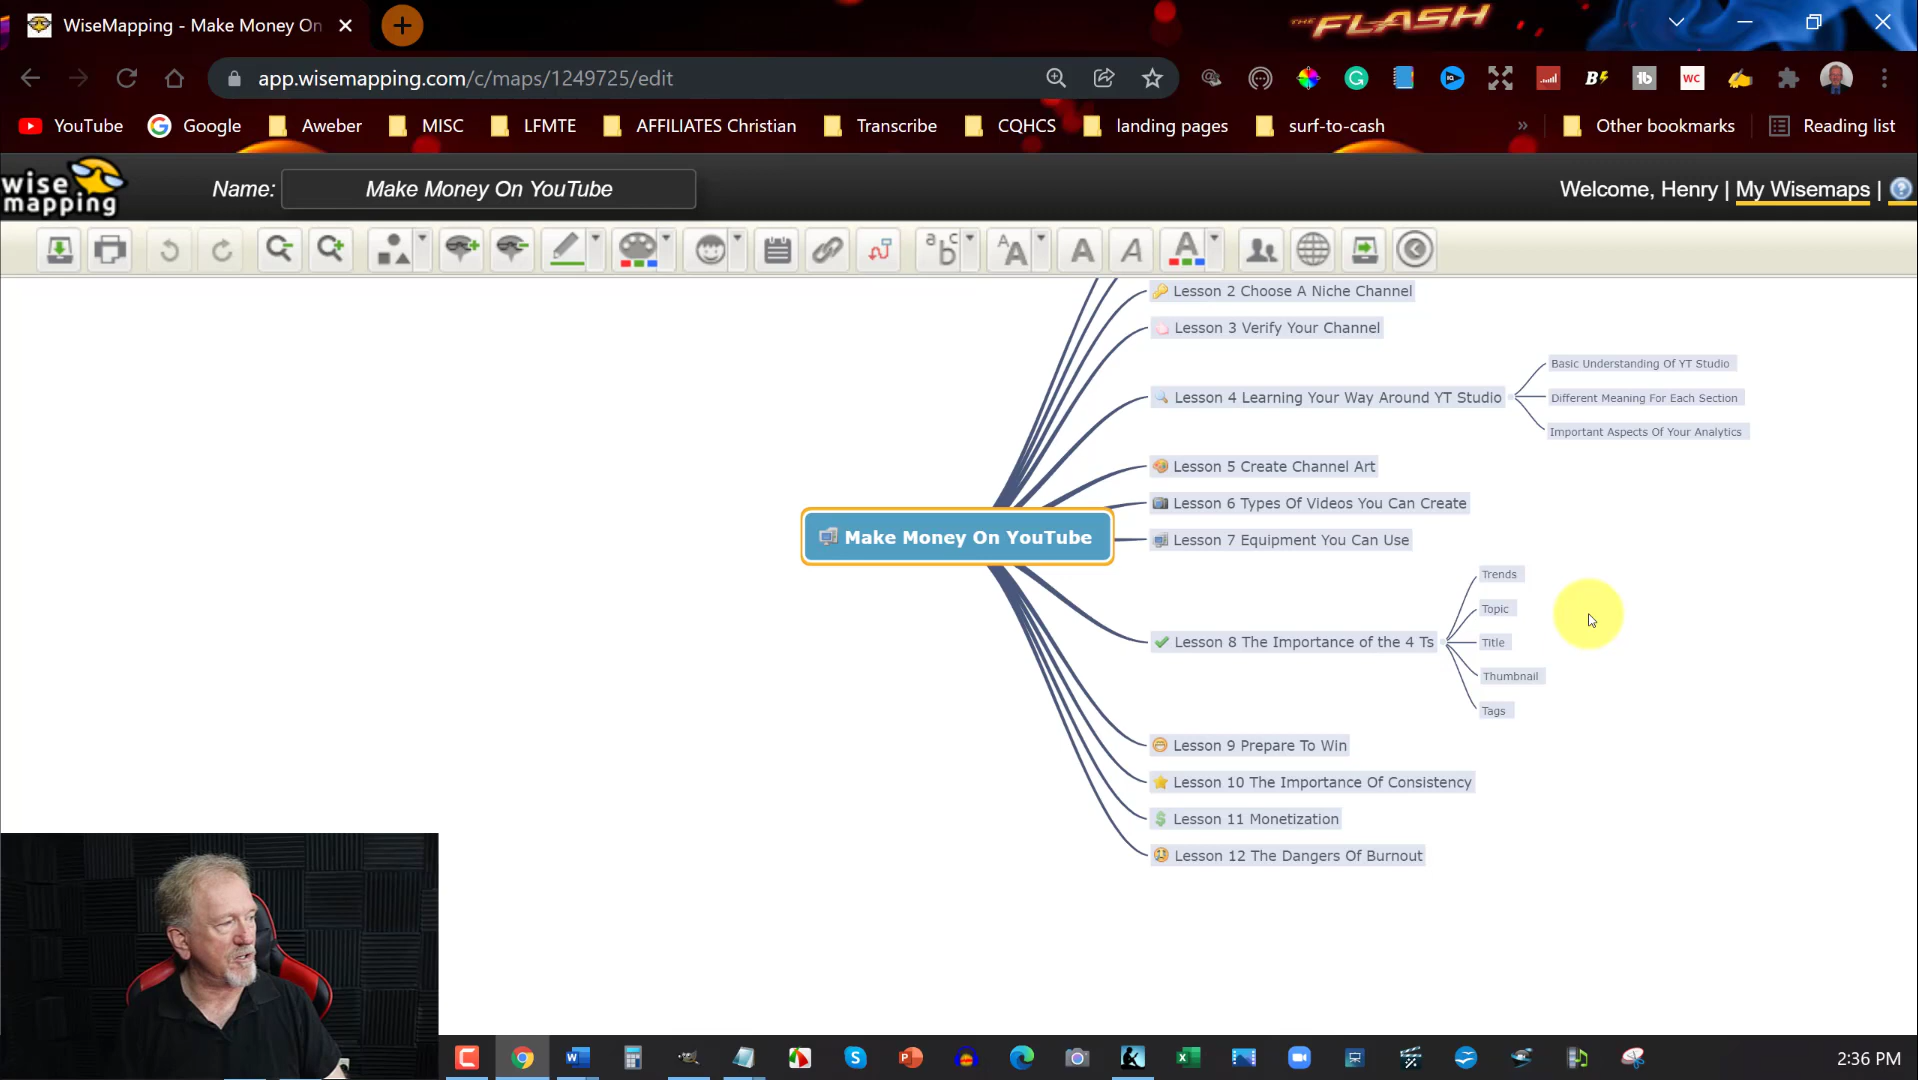 THE FLASH
WiseMapping - Make Money On
app.wisemapping.com/c/maps/1249725/edit
YouTube Google Aweber MISC LFMTE AFFILIATES Christian Transcribe CQHCS landing pages surf-to-cash » Other bookmarks Reading list
wise mapping
Name: Make Money On YouTube
Welcome, Henry | My Wisemaps |
Lesson 2 Choose A Niche Channel
Lesson 3 Verify Your Channel
Lesson 4 Learning Your Way Around YT Studio
Basic Understanding Of YT Studio
Different Meaning For Each Section
Important Aspects Of Your Analytics
Lesson 5 Create Channel Art
Lesson 6 Types Of Videos You Can Create
Make Money On YouTube
Lesson 7 Equipment You Can Use
Lesson 8 The Importance of the 4 Ts
Trends
Topic
Title
Thumbnail
Tags
Lesson 9 Prepare To Win
Lesson 10 The Importance Of Consistency
Lesson 11 Monetization
Lesson 12 The Dangers Of Burnout
2:36 PM